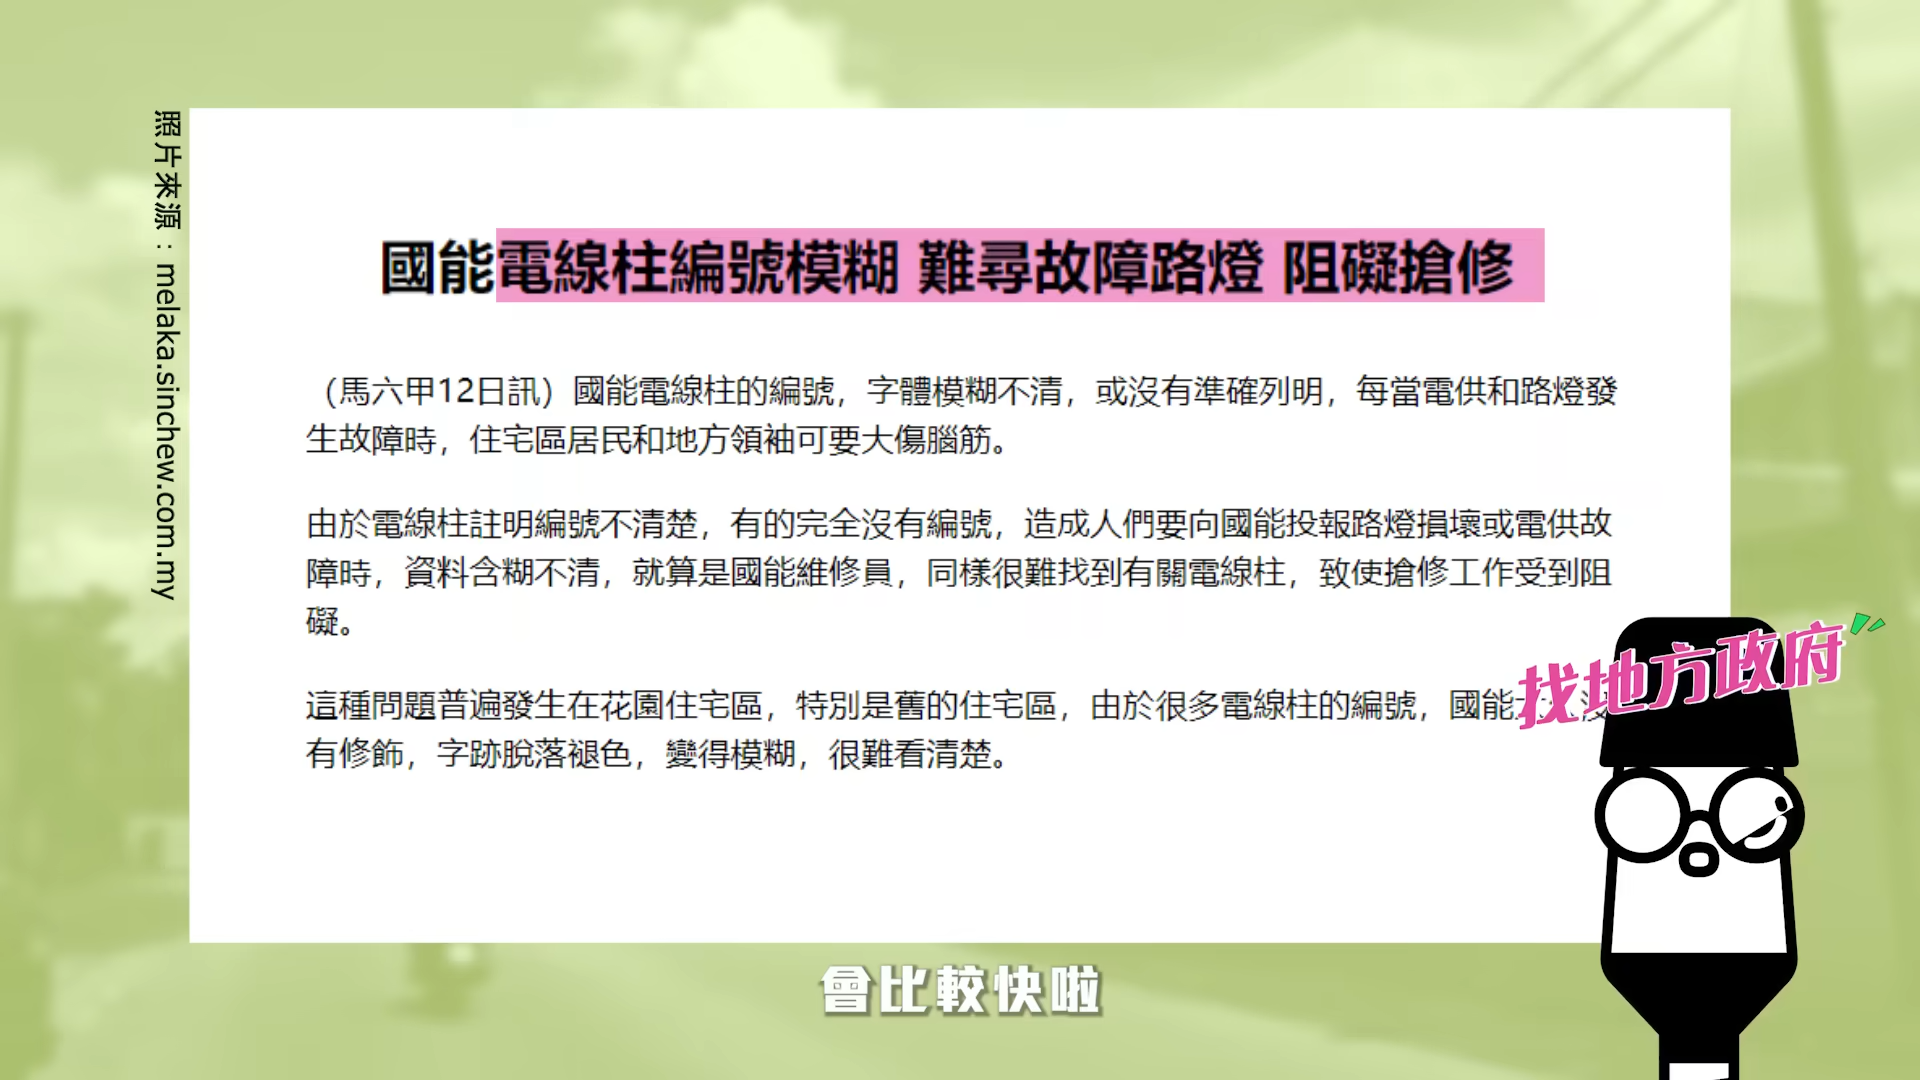 照片來源：melaka.sinchew.com.my
國能電線柱編號模糊 難尋故障路燈 阻礙搶修
（馬六甲12日訊）國能電線柱的編號，字體模糊不清，或沒有準確列明，每當電供和路燈發
生故障時，住宅區居民和地方領袖可要大傷腦筋。
由於電線柱註明編號不清楚，有的完全沒有編號，造成人們要向國能投報路燈損壞或電供故
障時，資料含糊不清，就算是國能維修員，同樣很難找到有關電線柱，致使搶修工作受到阻
礙。
這種問題普遍發生在花園住宅區，特別是舊的住宅區，由於很多電線柱的編號，國能
有修飾，字跡脫落褪色，變得模糊，很難看清楚。
找地方政府
會比較快啦